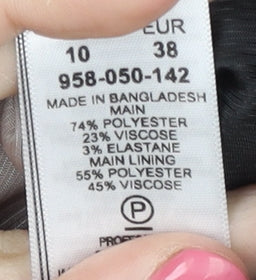 EUR
10 38
958-050-142
MADE IN BANGLADESH
MAIN
74% POLYESTER
23% VISCOSE
3% ELASTANE
MAIN LINING
55% POLYESTER
45% VISCOSE
P